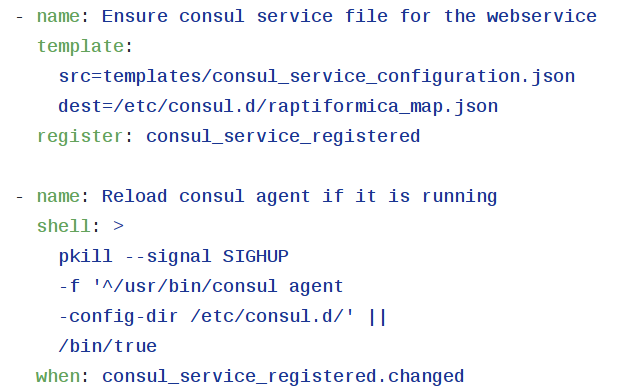 - name: Ensure consul service file for the webservice
  template:
    src=templates/consul_service_configuration.json
    dest=/etc/consul.d/raptiformica_map.json
  register: consul_service_registered

- name: Reload consul agent if it is running
  shell: >
    pkill --signal SIGHUP
    -f '^/usr/bin/consul agent
    -config-dir /etc/consul.d/' ||
    /bin/true
  when: consul_service_registered.changed